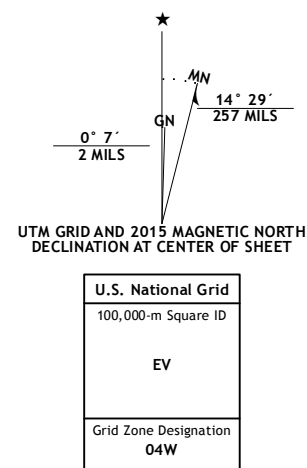 ★
MN
GN
14° 29´
257 MILS
0° 7´
2 MILS
UTM GRID AND 2015 MAGNETIC NORTH
DECLINATION AT CENTER OF SHEET
U.S. National Grid
100,000-m Square ID
EV
Grid Zone Designation
04W